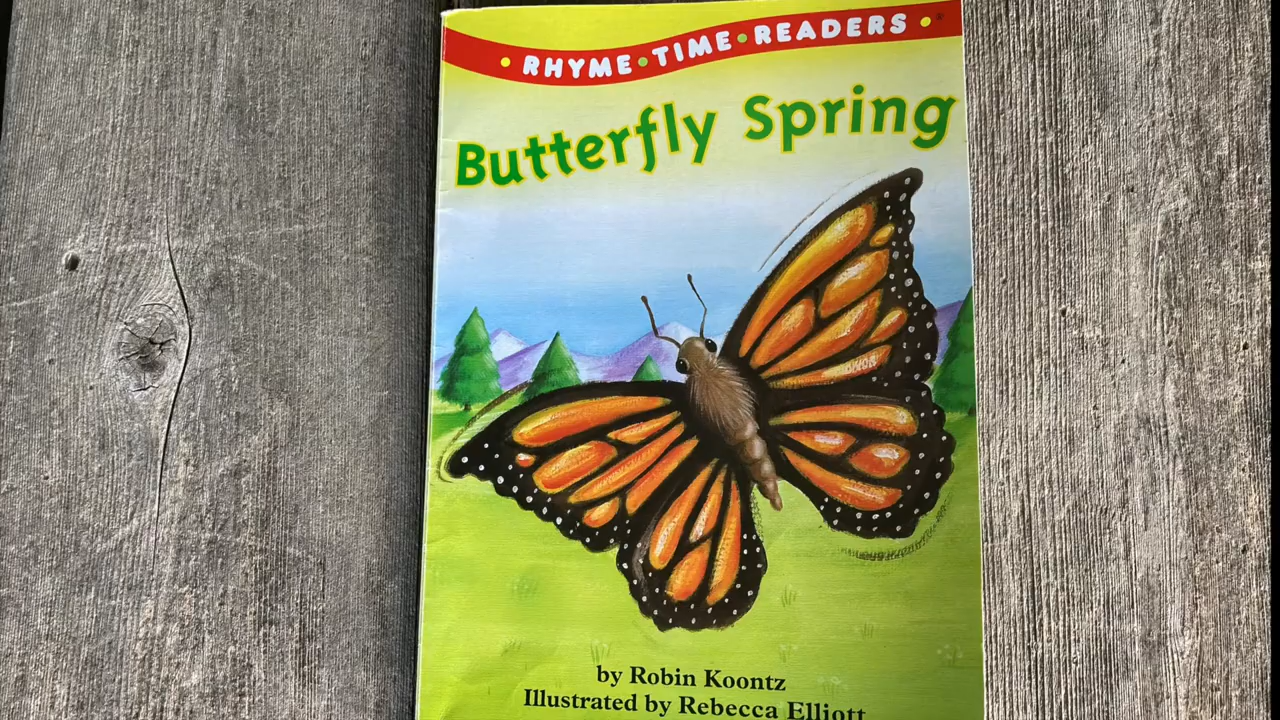 RHYME•TIME•READERS®
Butterfly Spring
by Robin Koontz
Illustrated by Rebecca Elliott